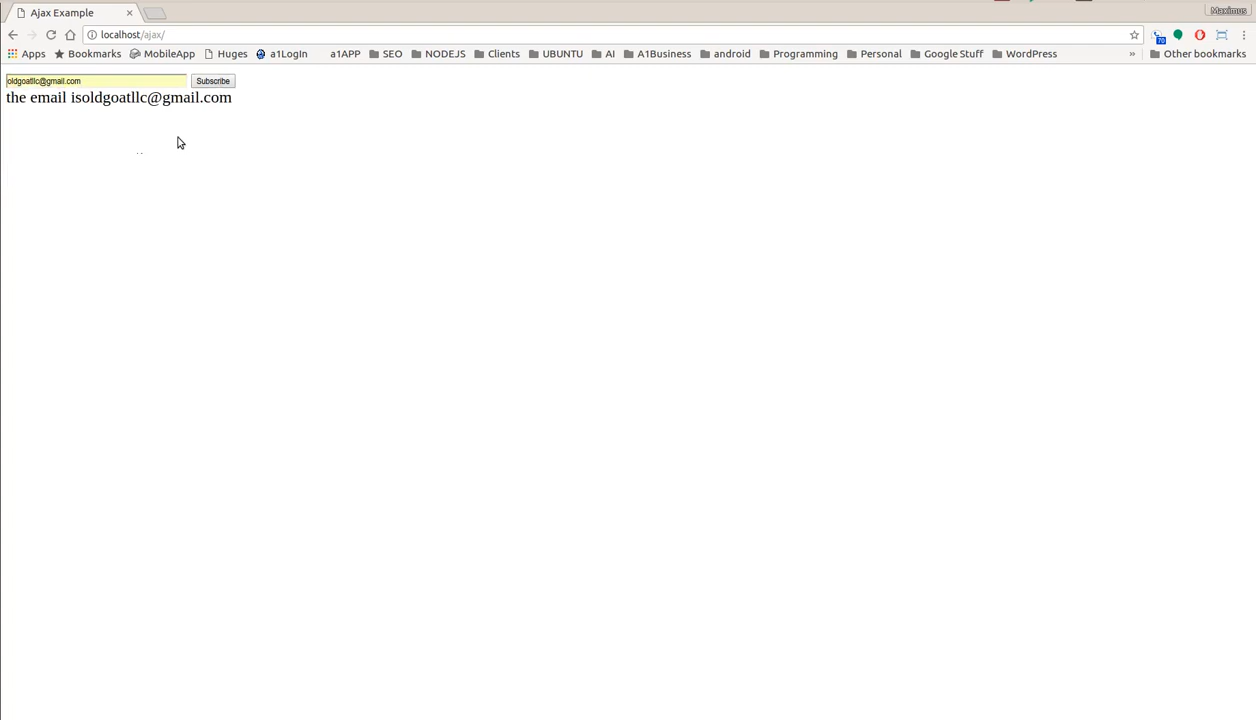 Ajax Example
Maximus
localhost/ajax/
70
Apps Bookmarks MobileApp Huges a1LogIn a1APP SEO NODEJS Clients UBUNTU AI A1Business android Programming Personal Google Stuff WordPress » Other bookmarks
oldgoatllc@gmail.com Subscribe
the email isoldgoatllc@gmail.com